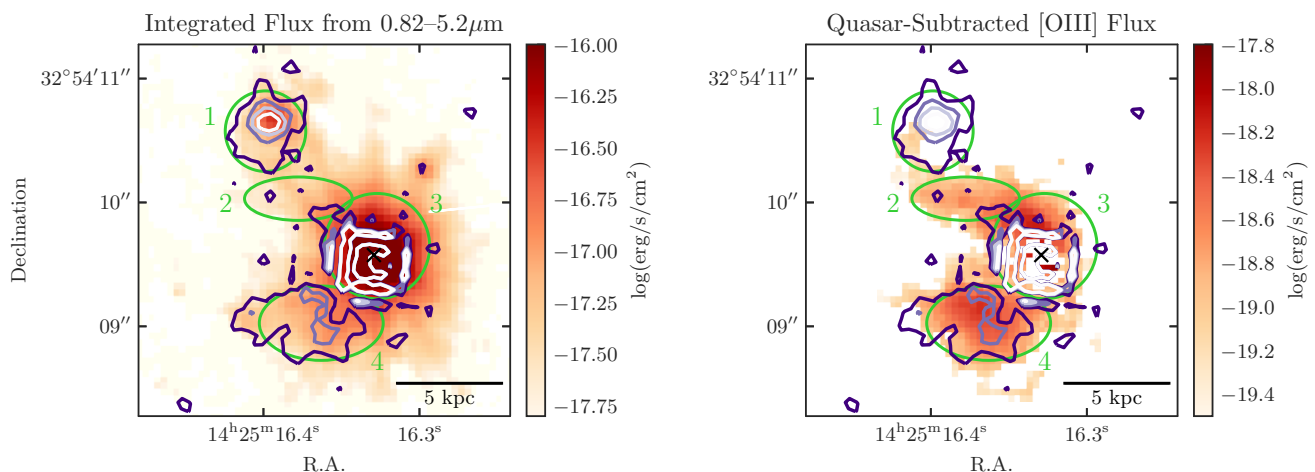 Integrated Flux from 0.82–5.2μm
Quasar-Subtracted [OIII] Flux
32°54′11″
10″
09″
Declination
1
2
3
4
5 kpc
14ʰ25ᵐ16.4ˢ
16.3ˢ
R.A.
−16.00
−16.25
−16.50
−16.75
−17.00
−17.25
−17.50
−17.75
log(erg/s/cm²)
32°54′11″
10″
09″
1
2
3
4
5 kpc
14ʰ25ᵐ16.4ˢ
16.3ˢ
R.A.
−17.8
−18.0
−18.2
−18.4
−18.6
−18.8
−19.0
−19.2
−19.4
log(erg/s/cm²)